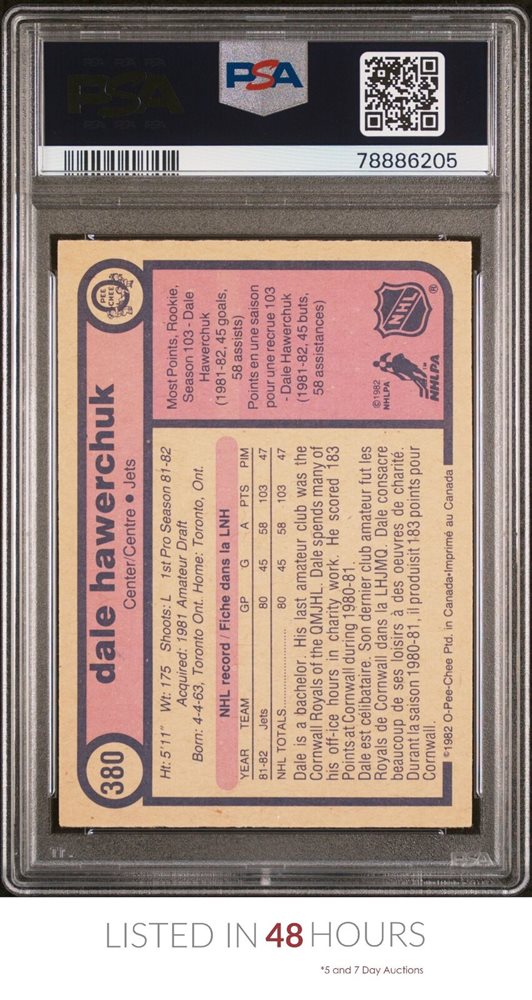 PSA
PSA
78886205
380
O
PEE
CHEE
dale hawerchuk
Center/Centre • Jets
Ht: 5'11" Wt: 175 Shoots: L 1st Pro Season 81-82
Acquired: 1981 Amateur Draft
Born: 4-4-63, Toronto Ont. Home: Toronto, Ont.
NHL record / Fiche dans la LNH
YEAR TEAM GP G A PTS PIM
81-82 Jets 80 45 58 103 47
NHL TOTALS 80 45 58 103 47
Dale is a bachelor. His last amateur club was the
Cornwall Royals of the QMJHL. Dale spends many of
his off-ice hours in charity work. He scored 183
Points at Cornwall during 1980-81.
Dale est célibataire. Son dernier club amateur fut les
Royals de Cornwall dans la LHJMQ. Dale consacre
beaucoup de ses loisirs à des oeuvres de charité.
Durant la saison 1980-81, il produisit 183 points pour
Cornwall.
Most Points, Rookie,
Season 103 - Dale
Hawerchuk
(1981-82, 45 goals,
58 assists)
Points en une saison
pour une recrue 103
- Dale Hawerchuk
(1981-82, 45 buts,
58 assistances)
©1982
NHLPA
NHLPA
TM
NHL
®
©1982 O-Pee-Chee Ptd. in Canada•Imprimé au Canada
PSA
LISTED IN 48 HOURS
*5 and 7 Day Auctions